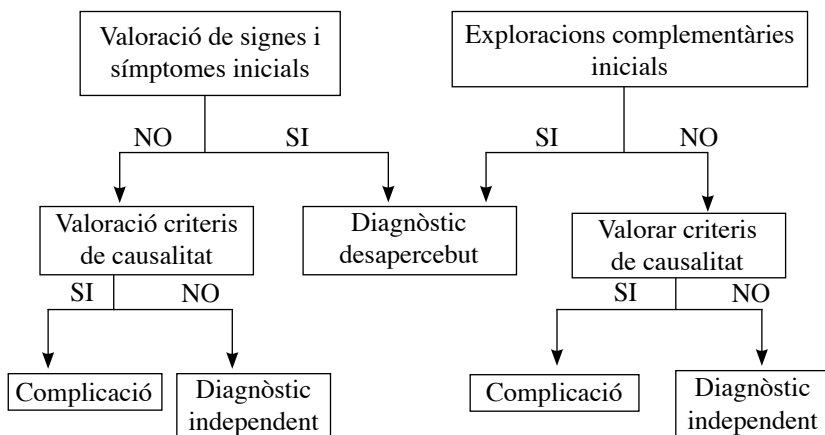 Valoració de signes i
símptomes inicials
Exploracions complementàries
inicials
NO
SI
SI
NO
Valoració criteris
de causalitat
Diagnòstic
desapercebut
Valorar criteris
de causalitat
SI
NO
SI
NO
Complicació
Diagnòstic
independent
Complicació
Diagnòstic
independent